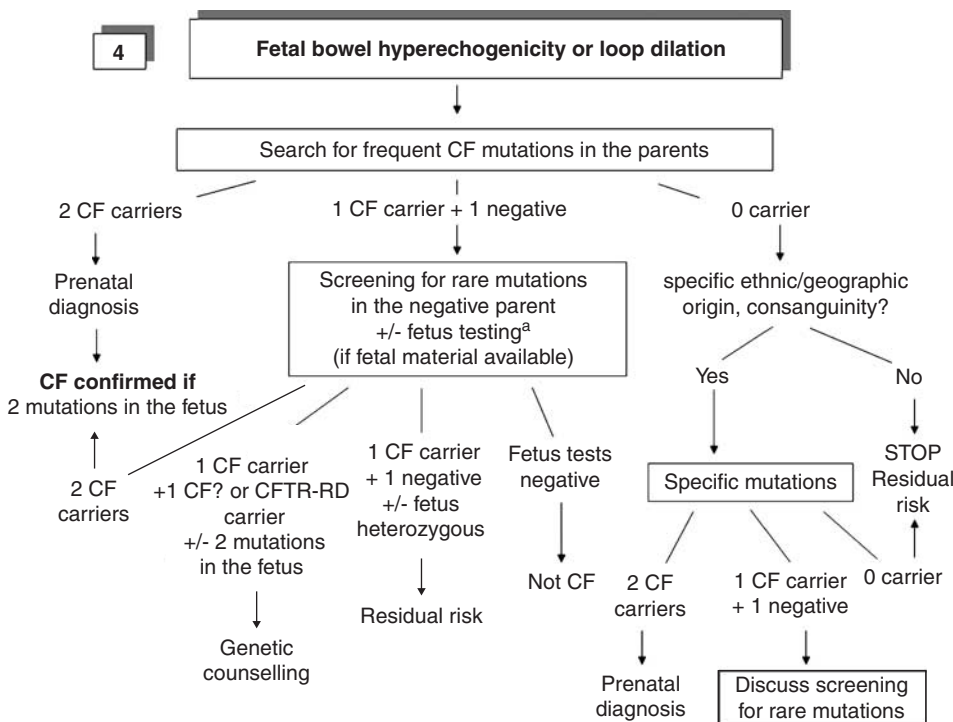 4
Fetal bowel hyperechogenicity or loop dilation
Search for frequent CF mutations in the parents
2 CF carriers
1 CF carrier + 1 negative
0 carrier
Prenatal
diagnosis
CF confirmed if
2 mutations in the fetus
Screening for rare mutations
in the negative parent
+/- fetus testingᵃ
(if fetal material available)
specific ethnic/geographic
origin, consanguinity?
Yes
No
2 CF
carriers
1 CF carrier
+1 CF? or CFTR-RD
carrier
+/- 2 mutations
in the fetus
Genetic
counselling
1 CF carrier
+ 1 negative
+/- fetus
heterozygous
Residual risk
Fetus tests
negative
Not CF
Specific mutations
STOP
Residual
risk
2 CF
carriers
1 CF carrier
+ 1 negative
0 carrier
Prenatal
diagnosis
Discuss screening
for rare mutations